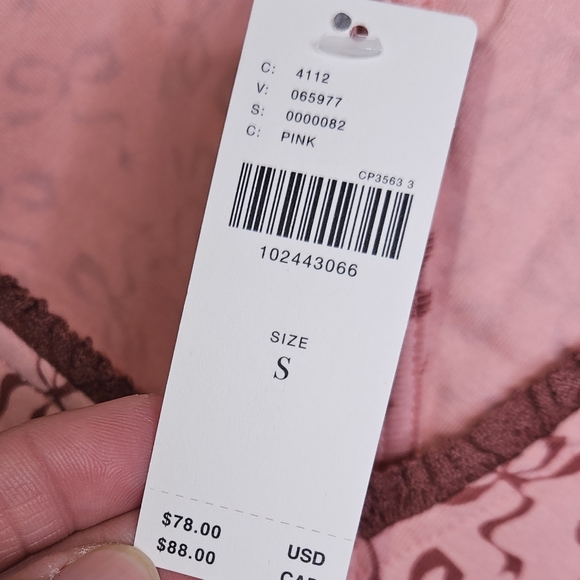 C: 4112
V: 065977
S: 0000082
C: PINK
CP3563 3
102443066
SIZE
S
$78.00 USD
$88.00